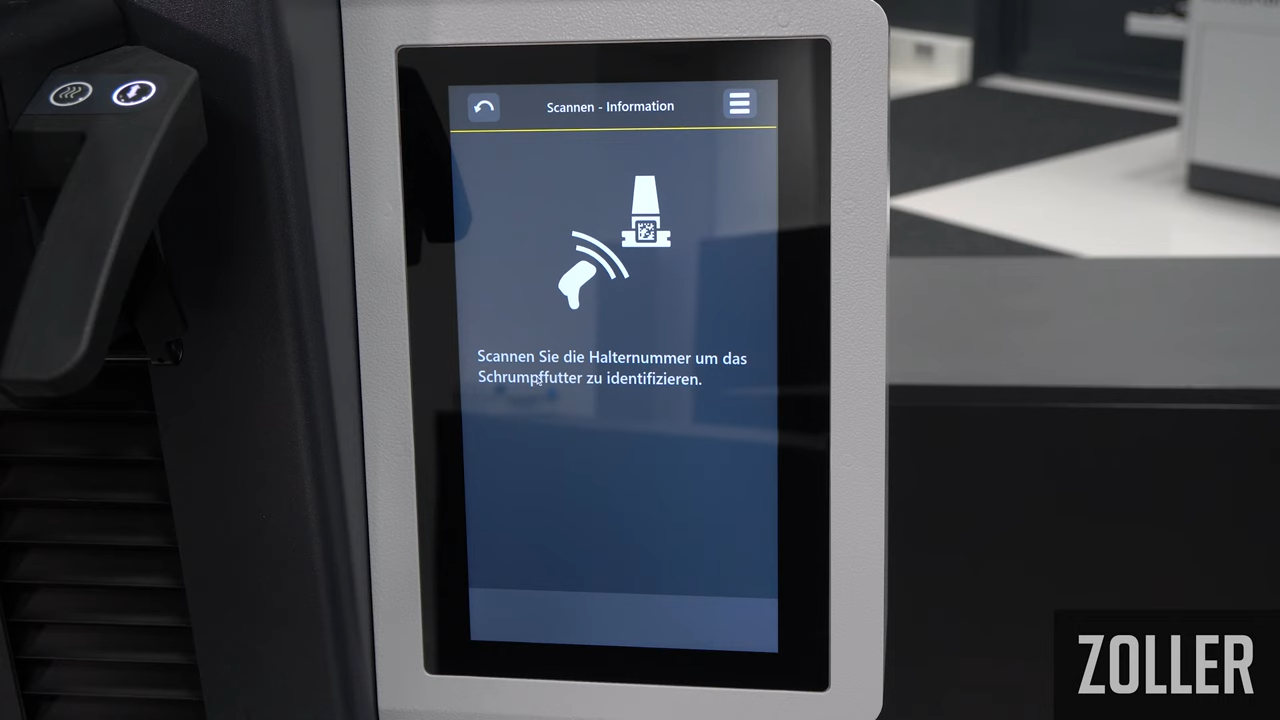 Scannen - Information
Scannen Sie die Halternummer um das
Schrumpffutter zu identifizieren.
ZOLLER